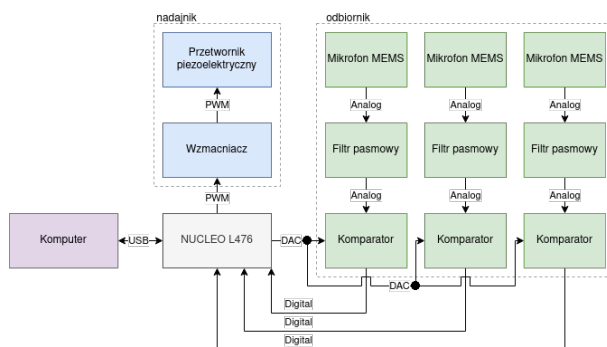 nadajnik
odbiornik
Przetwornik
piezoelektryczny
Mikrofon MEMS
Mikrofon MEMS
Mikrofon MEMS
PWM
Analog
Analog
Analog
Wzmacniacz
Filtr pasmowy
Filtr pasmowy
Filtr pasmowy
PWM
Analog
Analog
Analog
Komputer
USB
NUCLEO L476
DAC
Komparator
Komparator
Komparator
DAC
Digital
Digital
Digital